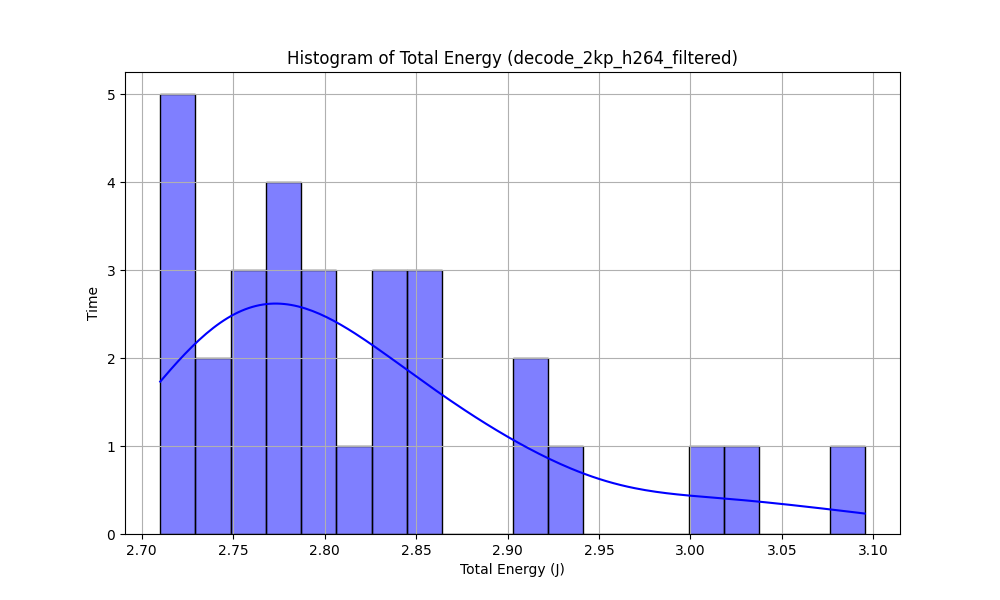 Histogram of Total Energy (decode_2kp_h264_filtered)
5
4
3
2
1
0
Time
2.70 2.75 2.80 2.85 2.90 2.95 3.00 3.05 3.10
Total Energy (J)